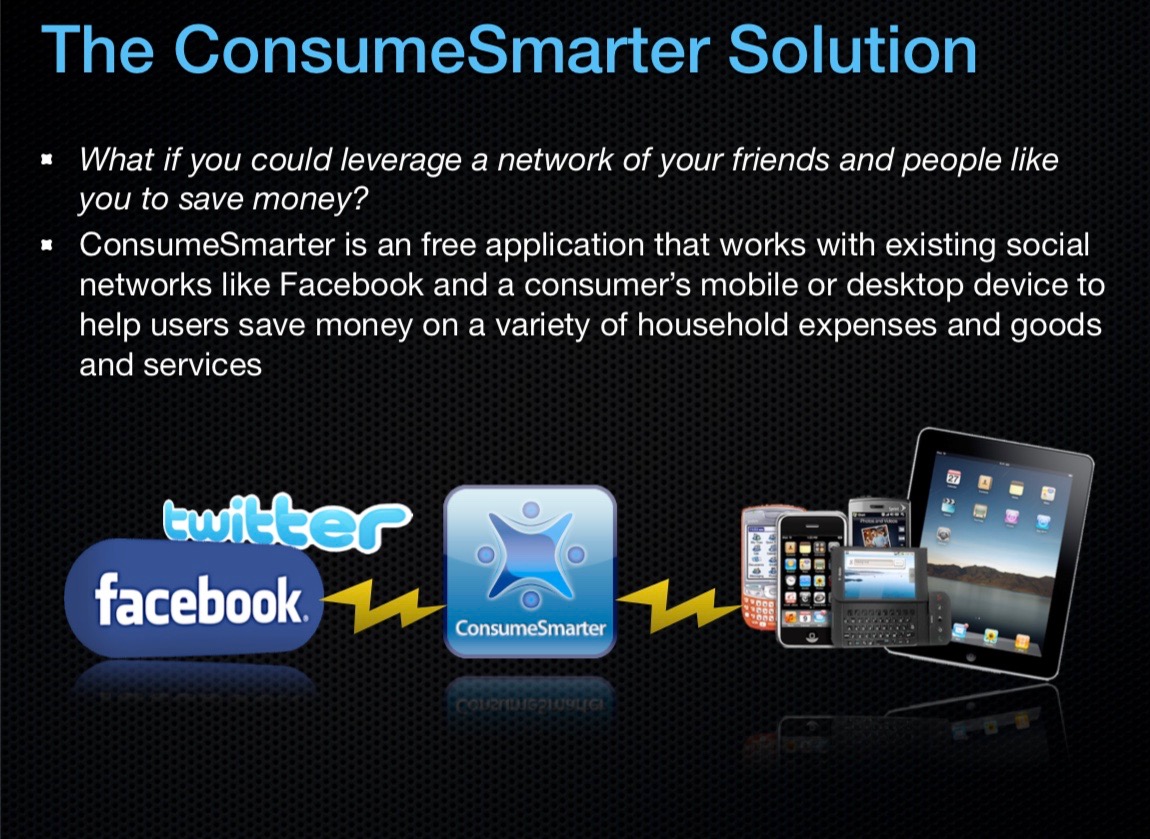 The ConsumeSmarter Solution
What if you could leverage a network of your friends and people like
you to save money?
ConsumeSmarter is an free application that works with existing social
networks like Facebook and a consumer’s mobile or desktop device to
help users save money on a variety of household expenses and goods
and services
twitter
facebook®
ConsumeSmarter